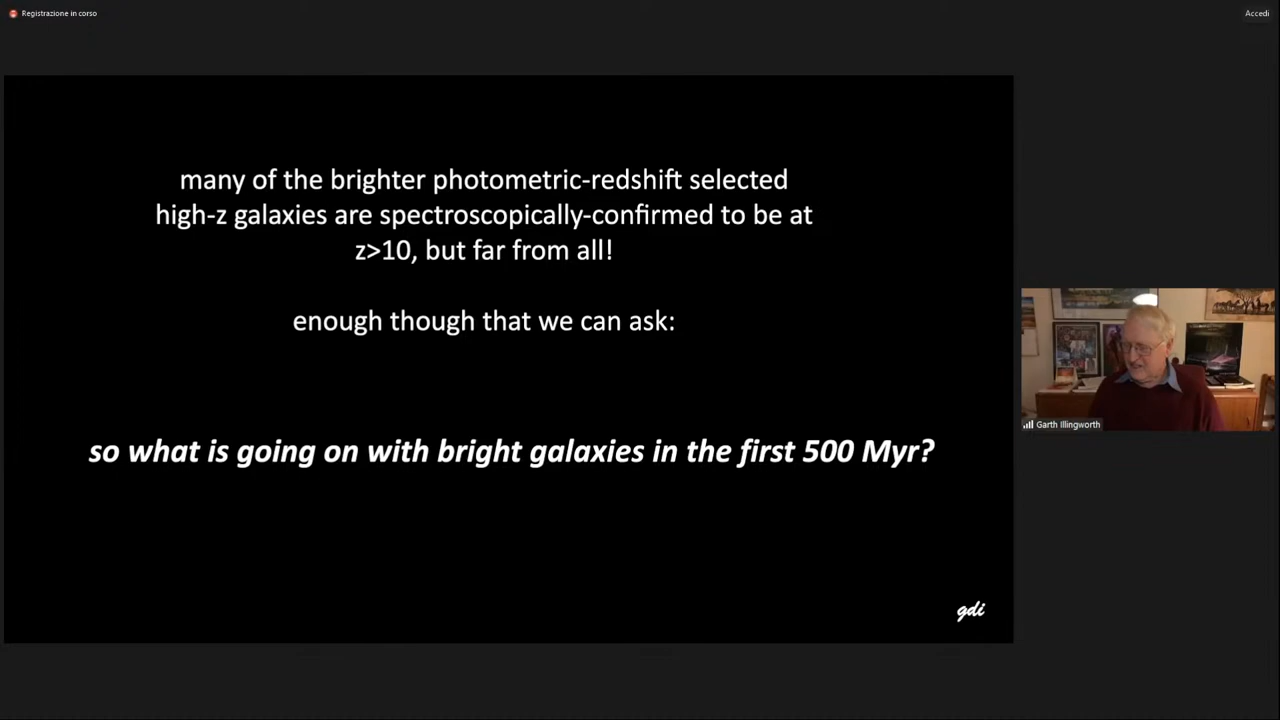 Registrazione in corso
Accedi
many of the brighter photometric-redshift selected
high-z galaxies are spectroscopically-confirmed to be at
z>10, but far from all!
enough though that we can ask:
so what is going on with bright galaxies in the first 500 Myr?
gdi
Garth Illingworth